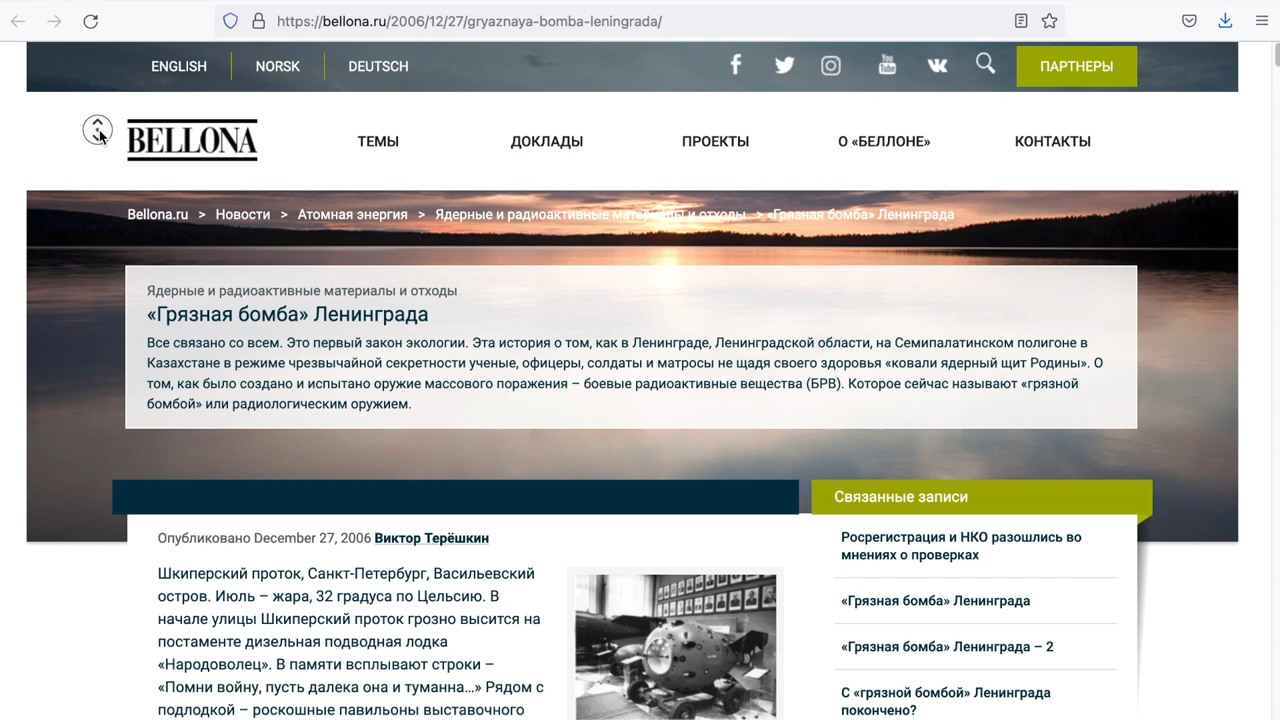 https://bellona.ru/2006/12/27/gryaznaya-bomba-leningrada/
ENGLISH
NORSK
DEUTSCH
You
Tube
ПАРТНЕРЫ
BELLONA
ТЕМЫ
ДОКЛАДЫ
ПРОЕКТЫ
О «БЕЛЛОНЕ»
КОНТАКТЫ
Bellona.ru > Новости > Атомная энергия > Ядерные и радиоактивные материалы и отходы > «Грязная бомба» Ленинграда
Ядерные и радиоактивные материалы и отходы
«Грязная бомба» Ленинграда
Все связано со всем. Это первый закон экологии. Эта история о том, как в Ленинграде, Ленинградской области, на Семипалатинском полигоне в
Казахстане в режиме чрезвычайной секретности ученые, офицеры, солдаты и матросы не щадя своего здоровья «ковали ядерный щит Родины». О
том, как было создано и испытано оружие массового поражения – боевые радиоактивные вещества (БРВ). Которое сейчас называют «грязной
бомбой» или радиологическим оружием.
Опубликовано December 27, 2006 Виктор Терёшкин
Шкиперский проток, Санкт-Петербург, Васильевский
остров. Июль – жара, 32 градуса по Цельсию. В
начале улицы Шкиперский проток грозно высится на
постаменте дизельная подводная лодка
«Народоволец». В памяти всплывают строки –
«Помни войну, пусть далека она и туманна…» Рядом с
подлодкой – роскошные павильоны выставочного
Связанные записи
Росрегистрация и НКО разошлись во
мнениях о проверках
«Грязная бомба» Ленинграда
«Грязная бомба» Ленинграда – 2
С «грязной бомбой» Ленинграда
покончено?